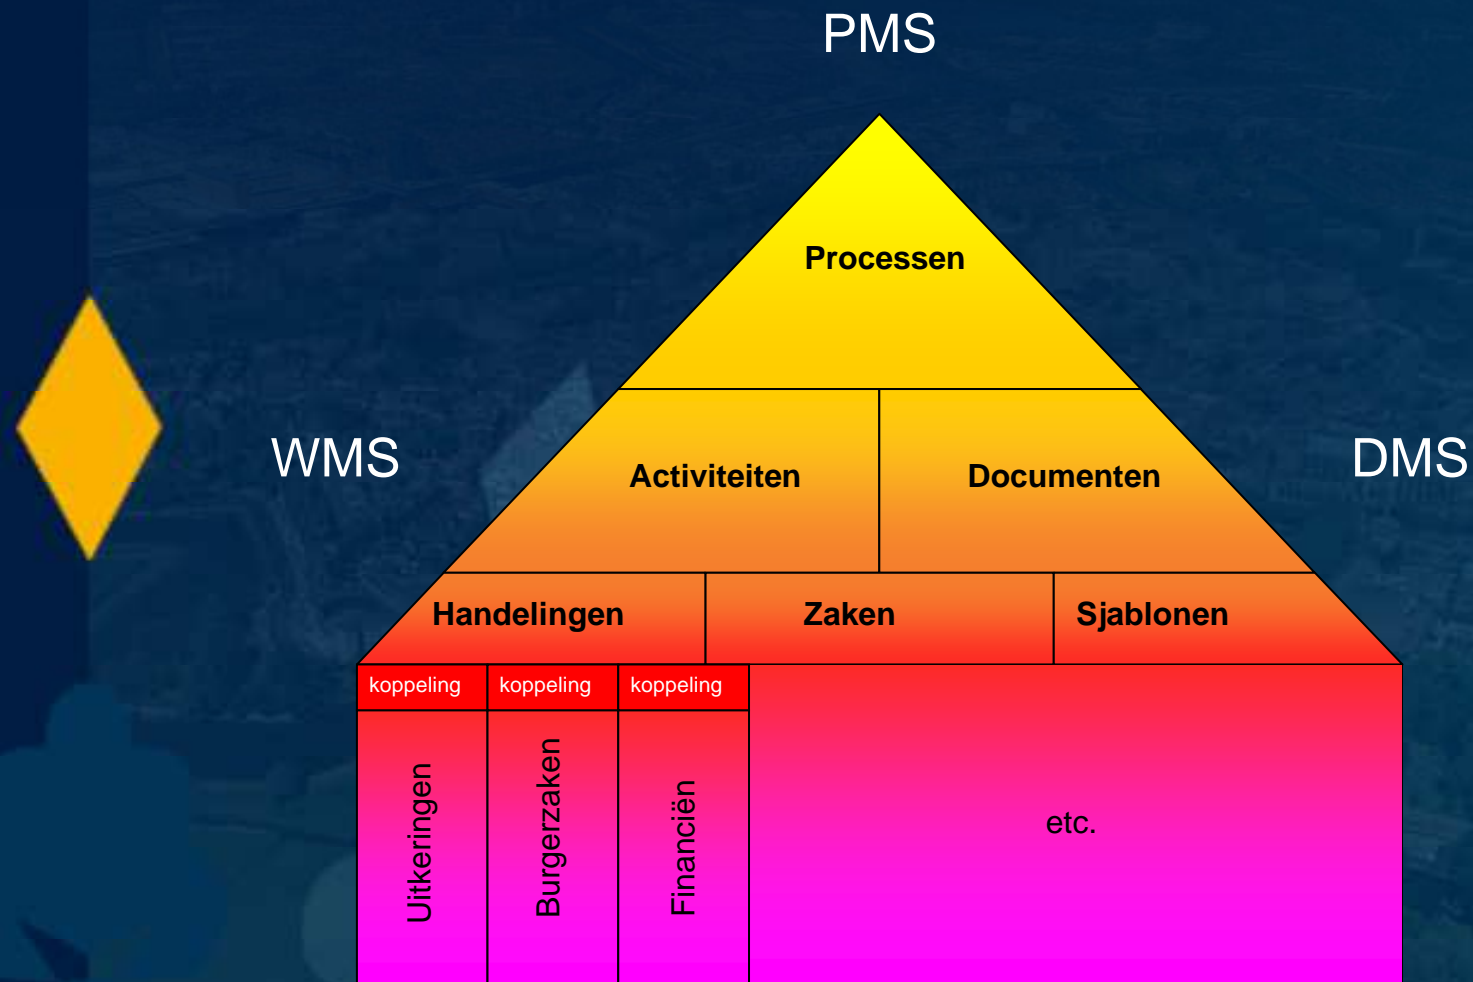 PMS
Processen
WMS
Activiteiten
Documenten
DMS
Handelingen
Zaken
Sjablonen
koppeling
koppeling
koppeling
Uitkeringen
Burgerzaken
Financiën
etc.